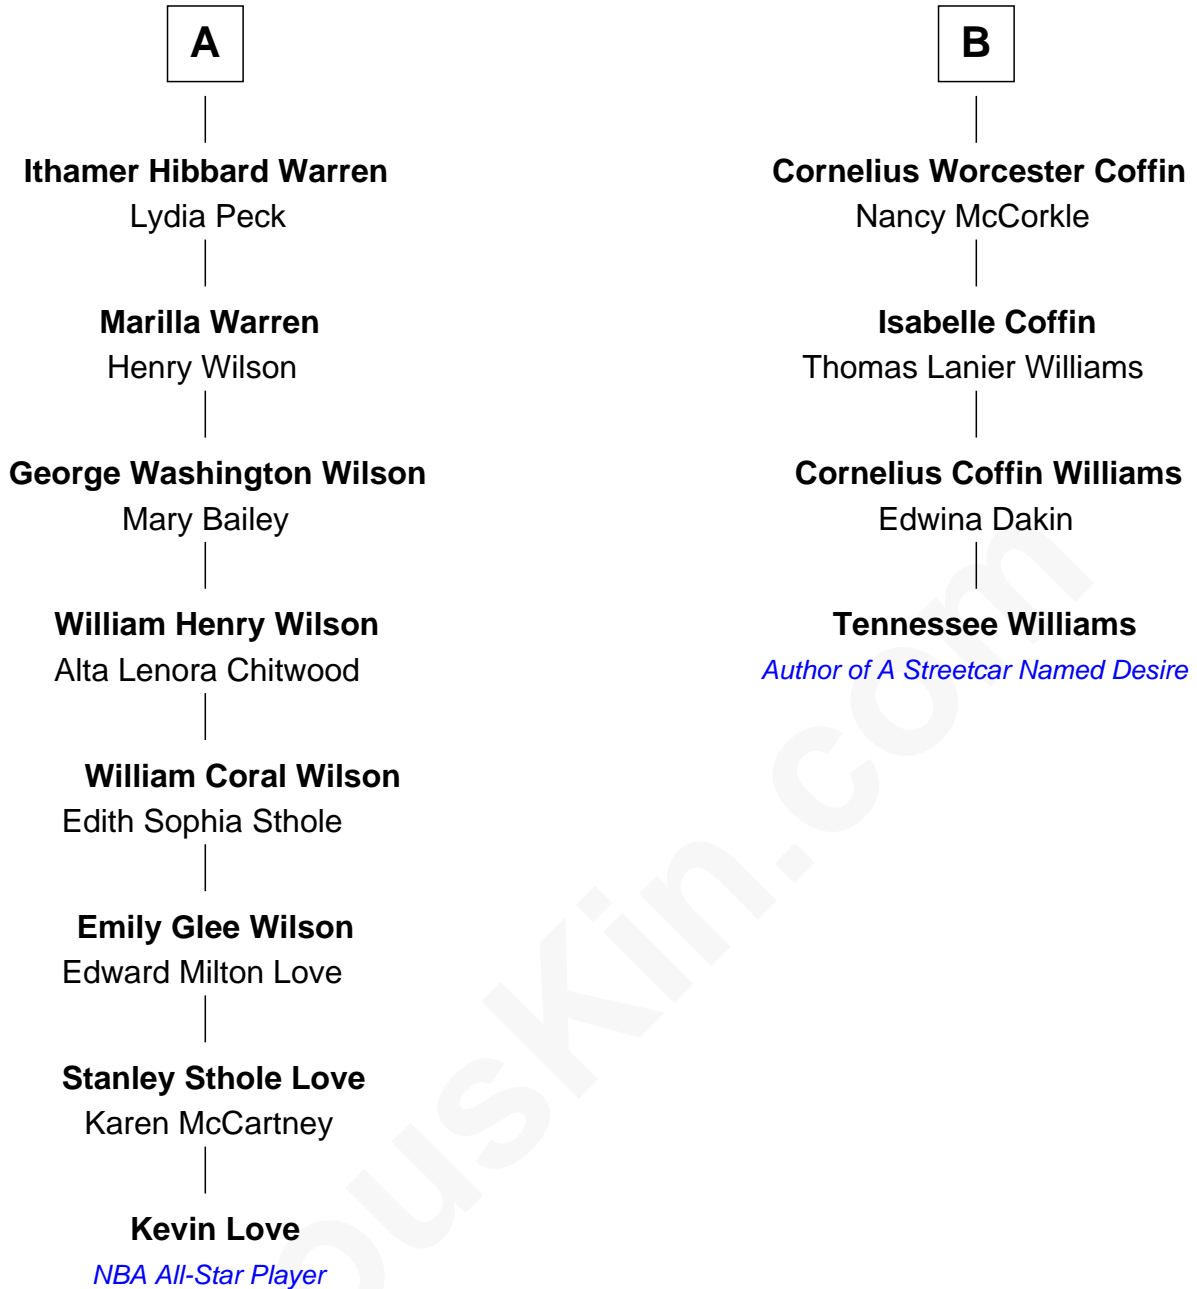 A
Ithamer Hibbard Warren
Lydia Peck
Marilla Warren
Henry Wilson
George Washington Wilson
Mary Bailey
William Henry Wilson
Alta Lenora Chitwood
William Coral Wilson
Edith Sophia Sthole
Emily Glee Wilson
Edward Milton Love
Stanley Sthole Love
Karen McCartney
Kevin Love
NBA All-Star Player
B
Cornelius Worcester Coffin
Nancy McCorkle
Isabelle Coffin
Thomas Lanier Williams
Cornelius Coffin Williams
Edwina Dakin
Tennessee Williams
Author of A Streetcar Named Desire
ousKin.com